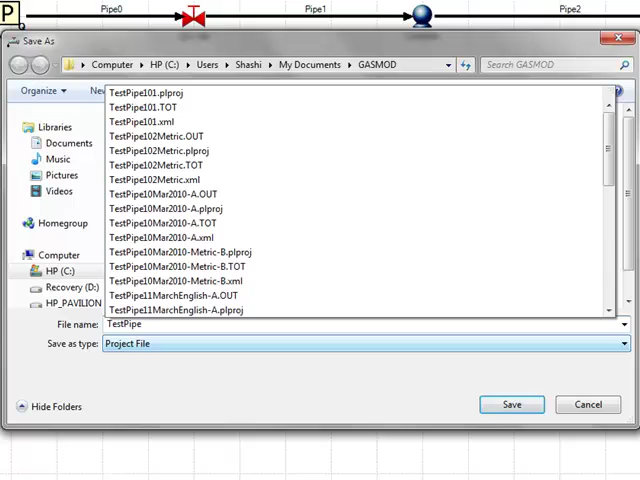 P
Pipe0
Pipe1
Pipe2
Save As
Computer
HP (C:)
Users
Shashi
My Documents
GASMOD
Search GASMOD
Organize
TestPipe101.plproj
TestPipe101.TOT
TestPipe101.xml
TestPipe102Metric.OUT
TestPipe102Metric.plproj
TestPipe102Metric.TOT
TestPipe102Metric.xml
TestPipe10Mar2010-A.OUT
TestPipe10Mar2010-A.plproj
TestPipe10Mar2010-A.TOT
TestPipe10Mar2010-A.xml
TestPipe10Mar2010-Metric-B.plproj
TestPipe10Mar2010-Metric-B.TOT
TestPipe10Mar2010-Metric-B.xml
TestPipe11MarchEnglish-A.OUT
TestPipe11MarchEnglish-A.plproj
Libraries
Documents
Music
Pictures
Videos
Homegroup
Computer
HP (C:)
Recovery (D:)
HP_PAVILION
File name: TestPipe
Save as type: Project File
Hide Folders
Save
Cancel